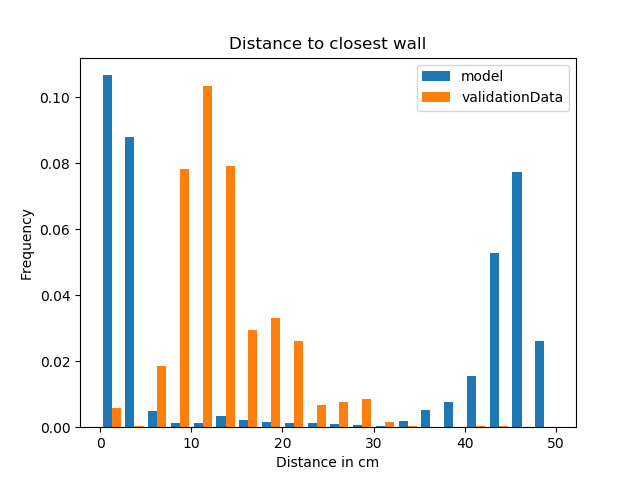 Distance to closest wall
model
validationData
0.10
0.08
0.06
0.04
0.02
0.00
Frequency
0 10 20 30 40 50
Distance in cm